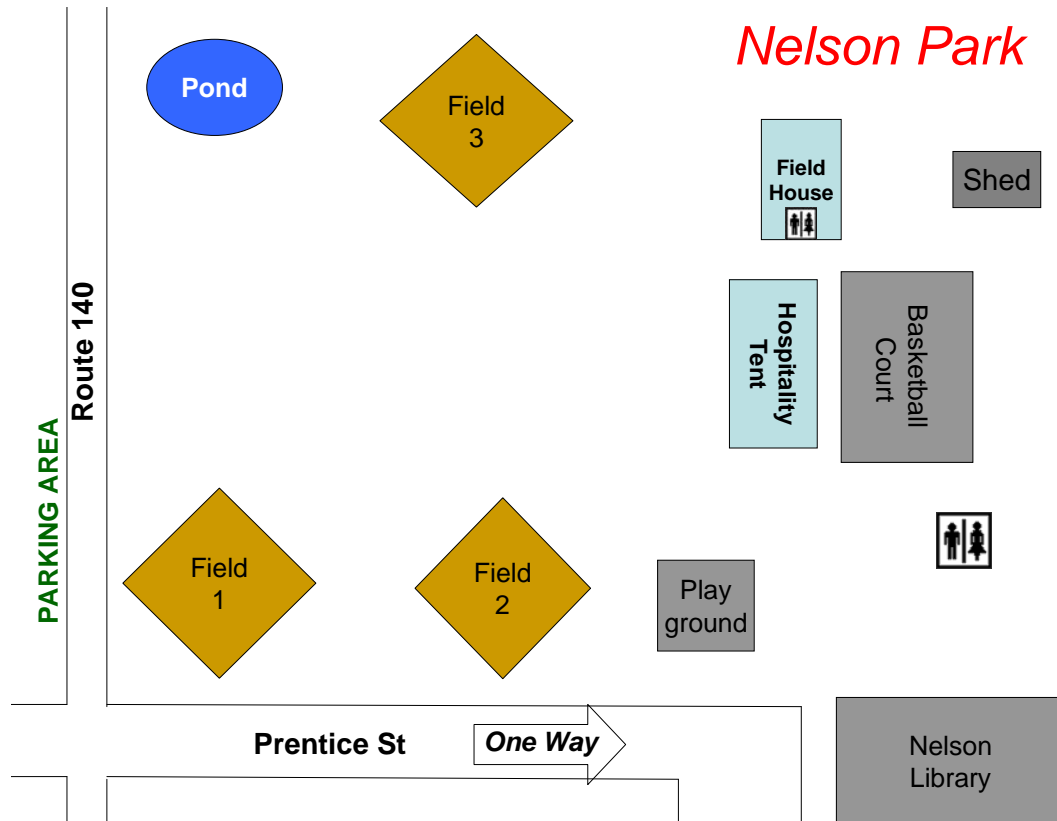 Nelson Park
Pond
Field
3
Field
House
Shed
Route 140
PARKING AREA
Hospitality
Tent
Basketball
Court
Field
1
Field
2
Play
ground
Prentice St
One Way
Nelson
Library